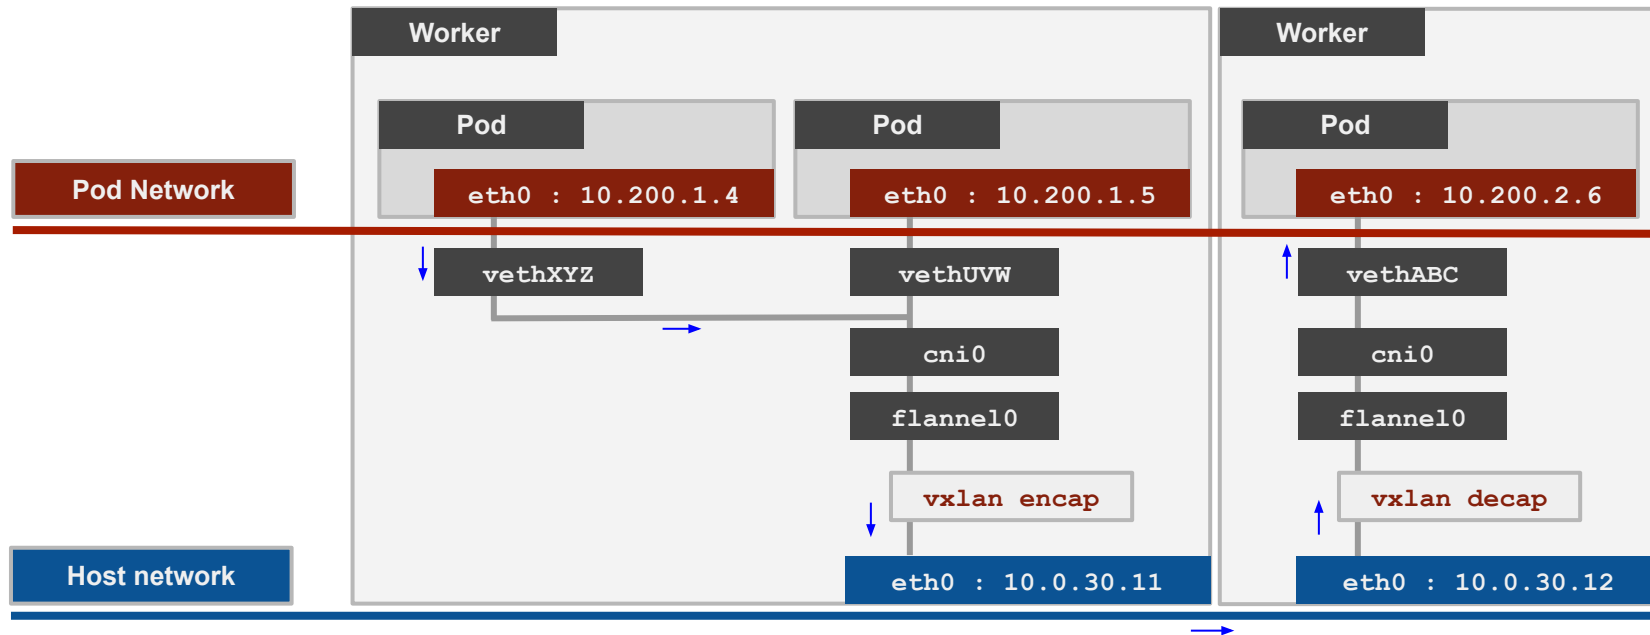 Worker
Worker
Pod
Pod
Pod
Pod Network
eth0 : 10.200.1.4
eth0 : 10.200.1.5
eth0 : 10.200.2.6
vethXYZ
vethUVW
vethABC
cni0
cni0
flannel0
flannel0
vxlan encap
vxlan decap
Host network
eth0 : 10.0.30.11
eth0 : 10.0.30.12